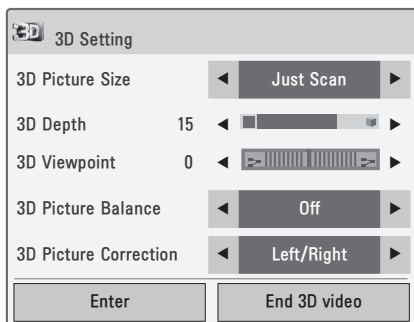 3D 3D Setting
3D Picture Size Just Scan
3D Depth 15
3D Viewpoint 0
3D Picture Balance Off
3D Picture Correction Left/Right
Enter End 3D video